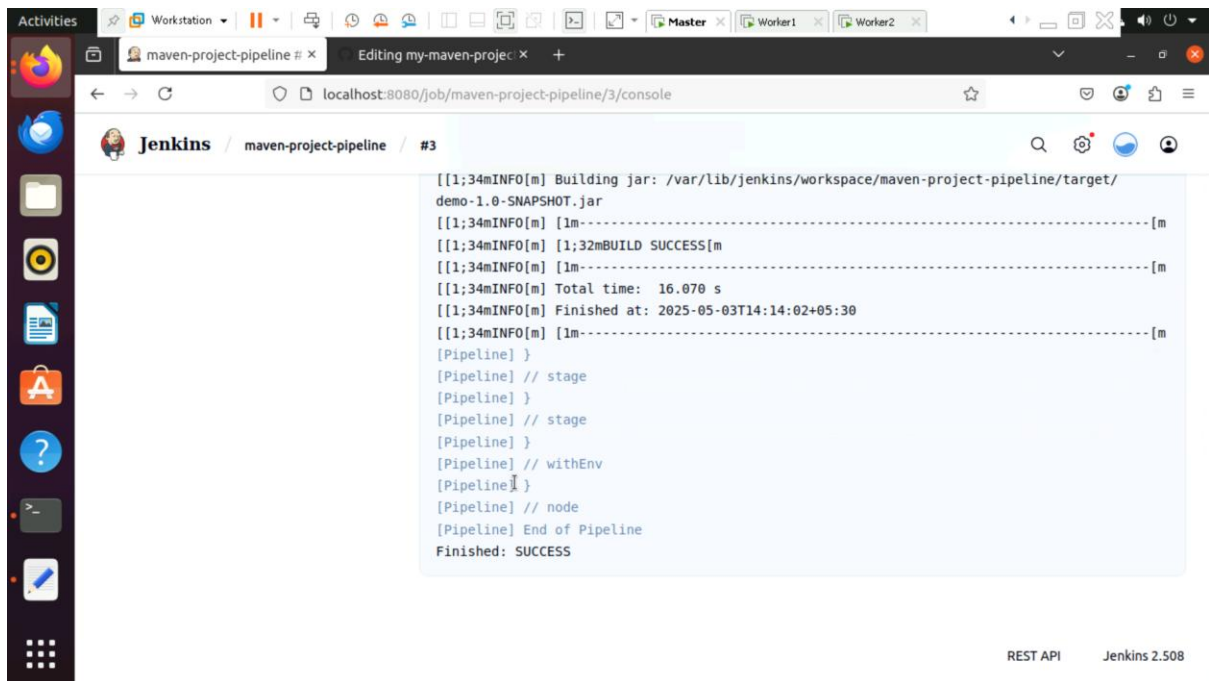 Activities
Workstation
Master
Worker1
Worker2
maven-project-pipeline #
Editing my-maven-projec
localhost:8080/job/maven-project-pipeline/3/console
Jenkins / maven-project-pipeline / #3
[[1;34mINFO[m] Building jar: /var/lib/jenkins/workspace/maven-project-pipeline/target/
demo-1.0-SNAPSHOT.jar
[[1;34mINFO[m] [1m------------------------------------------------------------------------[m
[[1;34mINFO[m] [1;32mBUILD SUCCESS[m
[[1;34mINFO[m] [1m------------------------------------------------------------------------[m
[[1;34mINFO[m] Total time:  16.070 s
[[1;34mINFO[m] Finished at: 2025-05-03T14:14:02+05:30
[[1;34mINFO[m] [1m------------------------------------------------------------------------[m
[Pipeline] }
[Pipeline] // stage
[Pipeline] }
[Pipeline] // stage
[Pipeline] }
[Pipeline] // withEnv
[Pipeline] }
[Pipeline] // node
[Pipeline] End of Pipeline
Finished: SUCCESS
REST API
Jenkins 2.508